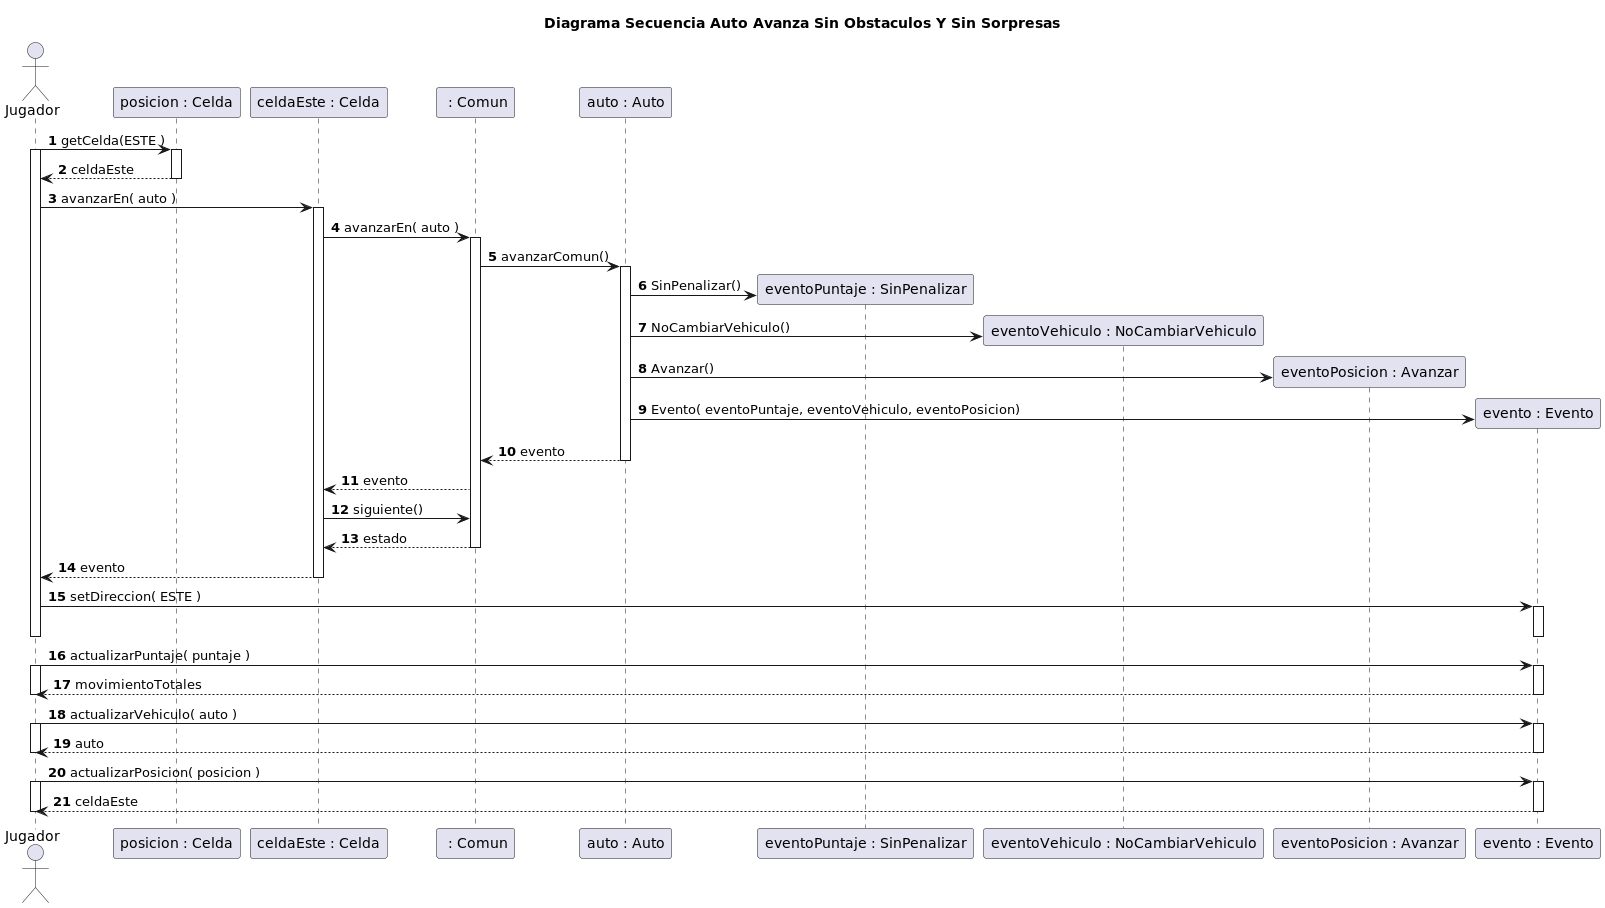 Diagrama Secuencia Auto Avanza Sin Obstaculos Y Sin Sorpresas
Jugador
posicion : Celda
celdaEste : Celda
: Comun
auto : Auto
1 getCelda(ESTE )
2 celdaEste
3 avanzarEn( auto )
4 avanzarEn( auto )
5 avanzarComun()
6 SinPenalizar()
eventoPuntaje : SinPenalizar
7 NoCambiarVehiculo()
eventoVehiculo : NoCambiarVehiculo
8 Avanzar()
eventoPosicion : Avanzar
9 Evento( eventoPuntaje, eventoVehiculo, eventoPosicion)
evento : Evento
10 evento
11 evento
12 siguiente()
13 estado
14 evento
15 setDireccion( ESTE )
16 actualizarPuntaje( puntaje )
17 movimientoTotales
18 actualizarVehiculo( auto )
19 auto
20 actualizarPosicion( posicion )
21 celdaEste
Jugador
posicion : Celda
celdaEste : Celda
: Comun
auto : Auto
eventoPuntaje : SinPenalizar
eventoVehiculo : NoCambiarVehiculo
eventoPosicion : Avanzar
evento : Evento